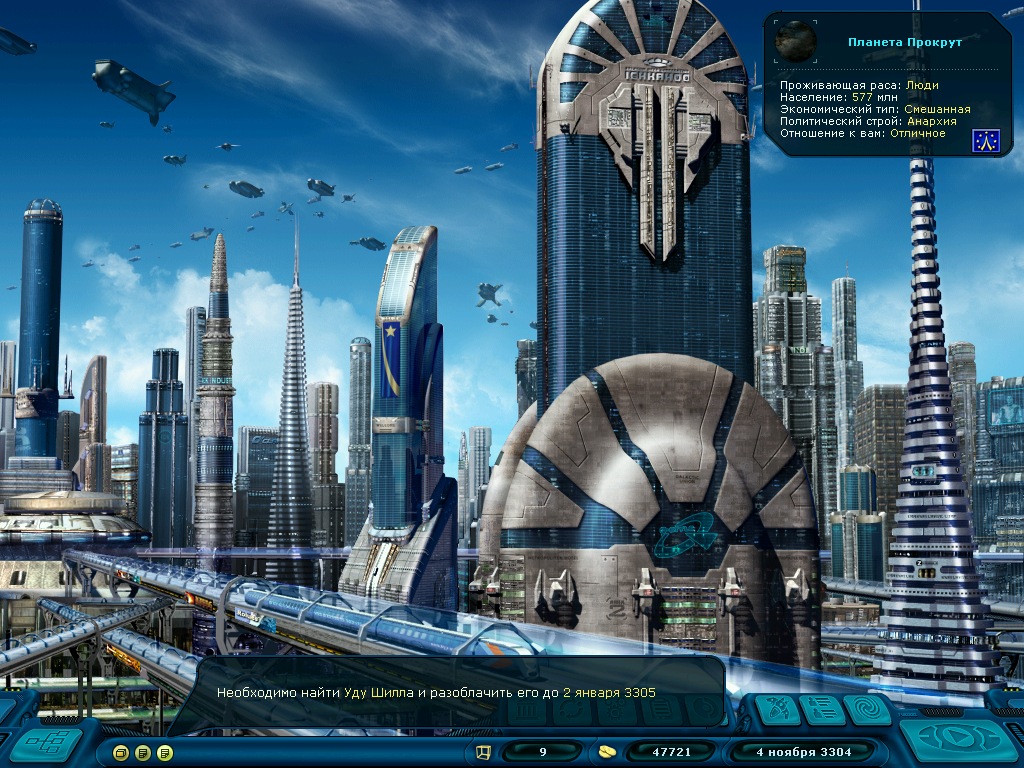 Планета Прокрут
Проживающая раса: Люди
Население: 577 млн
Экономический тип: Смешанная
Политический строй: Анархия
Отношение к вам: Отличное
Необходимо найти Уду Шилла и разоблачить его до 2 января 3305
9
47721
4 ноября 3304